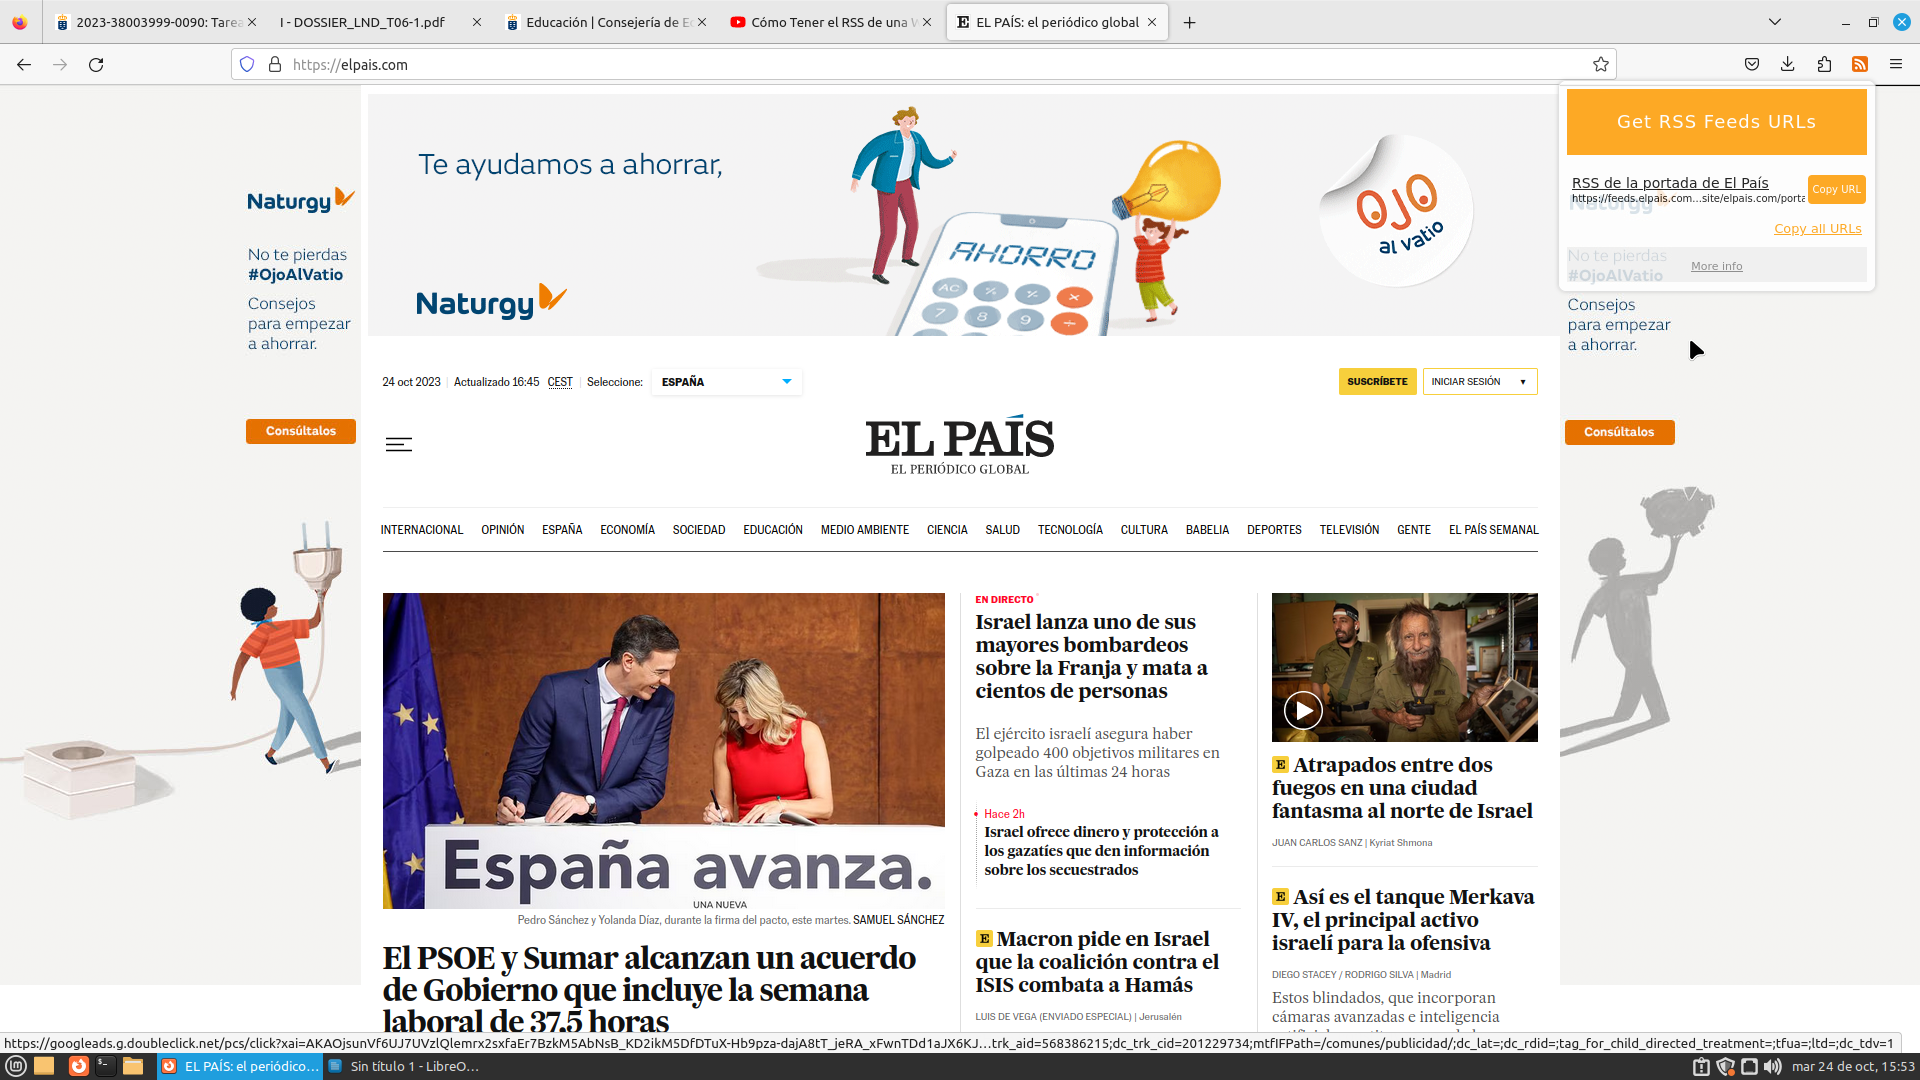 2023-38003999-0090: Tarea
I - DOSSIER_LND_T06-1.pdf
Educación | Consejería de Ec
Cómo Tener el RSS de una W
EL PAÍS: el periódico global
https://elpais.com
Get RSS Feeds URLs
RSS de la portada de El País
https://feeds.elpais.com...site/elpais.com/porta
Copy URL
Copy all URLs
More info
No te pierdas
#OjoAlVatio
Consejos
para empezar
a ahorrar.
Consúltalos
Naturgy
No te pierdas
#OjoAlVatio
Consejos
para empezar
a ahorrar.
Consúltalos
Te ayudamos a ahorrar,
Naturgy
AHORRO
AC % % ×
7 8 9 ÷
OJO
al vatio
24 oct 2023 | Actualizado 16:45 CEST | Seleccione: ESPAÑA
SUSCRÍBETE
INICIAR SESIÓN
EL PAÍS
EL PERIÓDICO GLOBAL
INTERNACIONAL OPINIÓN ESPAÑA ECONOMÍA SOCIEDAD EDUCACIÓN MEDIO AMBIENTE CIENCIA SALUD TECNOLOGÍA CULTURA BABELIA DEPORTES TELEVISIÓN GENTE EL PAÍS SEMANAL
España avanza.
UNA NUEVA
Pedro Sánchez y Yolanda Díaz, durante la firma del pacto, este martes. SAMUEL SÁNCHEZ
El PSOE y Sumar alcanzan un acuerdo
de Gobierno que incluye la semana
laboral de 37,5 horas
EN DIRECTO
Israel lanza uno de sus
mayores bombardeos
sobre la Franja y mata a
cientos de personas
El ejército israelí asegura haber
golpeado 400 objetivos militares en
Gaza en las últimas 24 horas
Hace 2h
Israel ofrece dinero y protección a
los gazatíes que den información
sobre los secuestrados
E Macron pide en Israel
que la coalición contra el
ISIS combata a Hamás
LUIS DE VEGA (ENVIADO ESPECIAL) | Jerusalén
E Atrapados entre dos
fuegos en una ciudad
fantasma al norte de Israel
JUAN CARLOS SANZ | Kyriat Shmona
E Así es el tanque Merkava
IV, el principal activo
israelí para la ofensiva
DIEGO STACEY / RODRIGO SILVA | Madrid
Estos blindados, que incorporan
cámaras avanzadas e inteligencia
https://googleads.g.doubleclick.net/pcs/click?xai=AKAOjsunVf6UJ7UVzlQlemrx2sxfaEr7BzkM5AbNsB_KD2ikM5DfDTuX-Hb9pza-dajA8tT_jeRA_xFwnTDd1aJX6KJ...trk_aid=568386215;dc_trk_cid=201229734;mtfIFPath=/comunes/publicidad/;dc_lat=;dc_rdid=;tag_for_child_directed_treatment=;tfua=;ltd=;dc_tdv=1
EL PAÍS: el periódico...
Sin título 1 - LibreO...
mar 24 de oct, 15:53